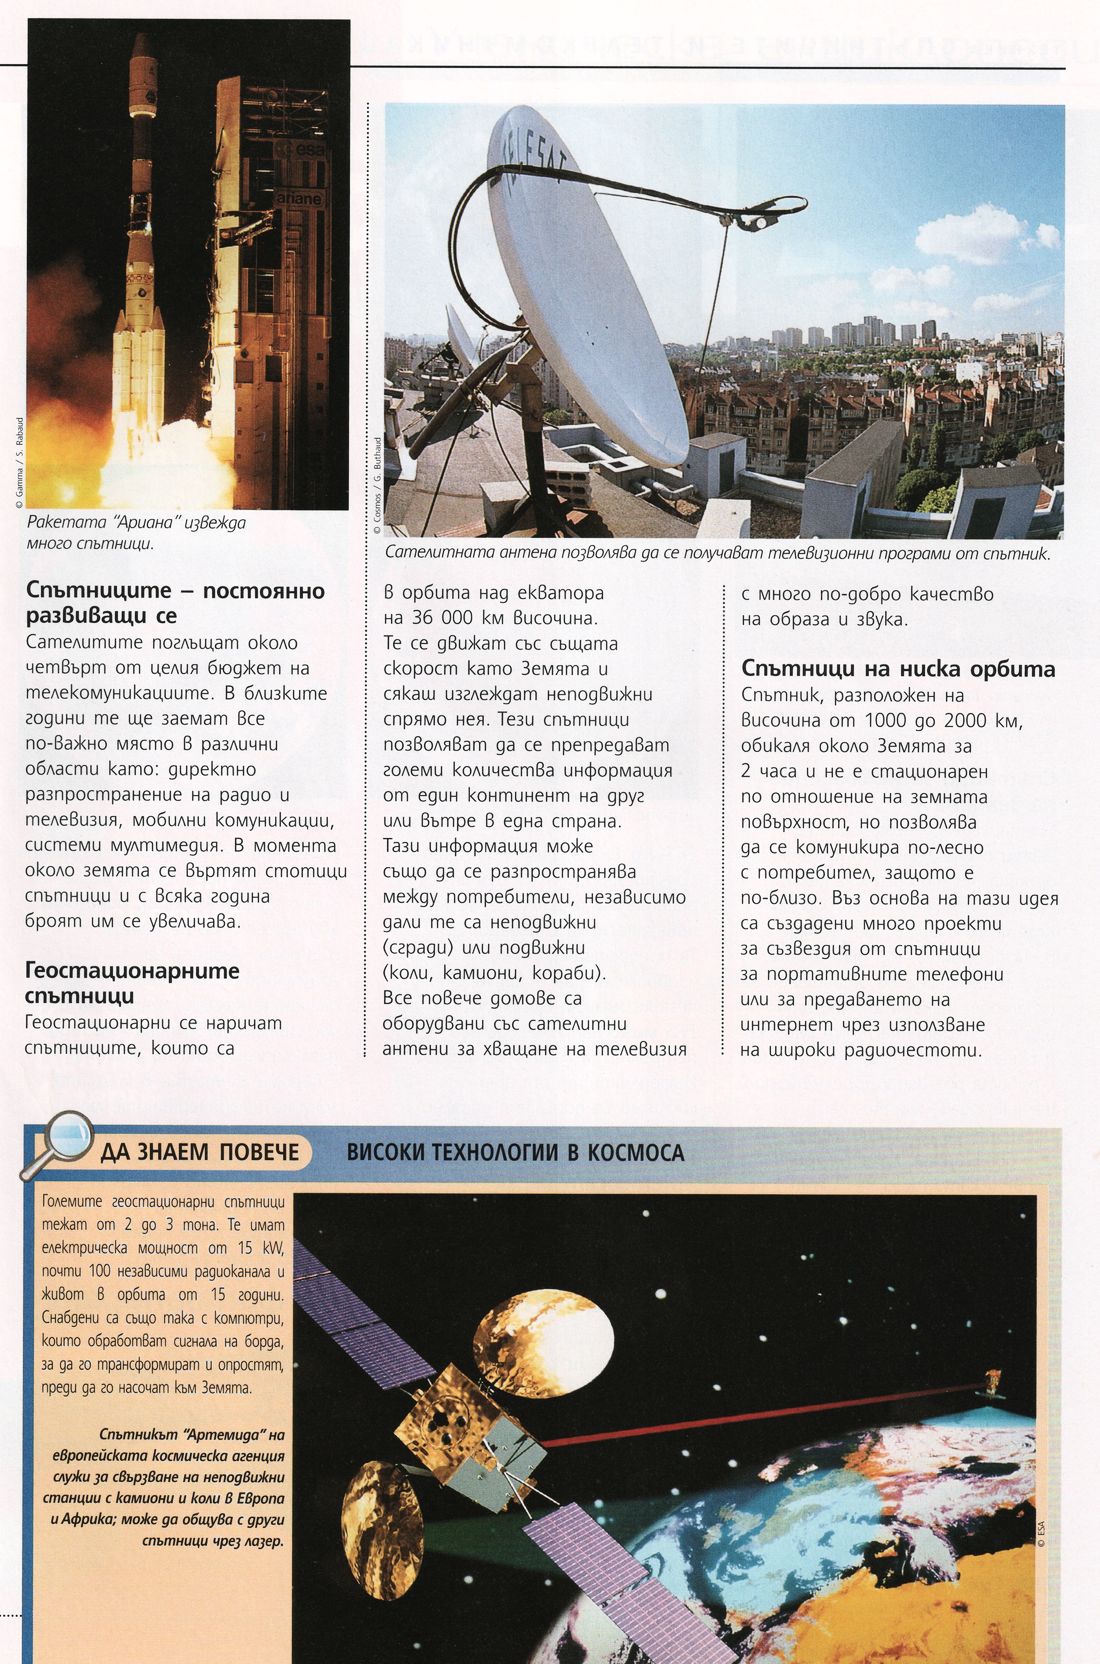 esa
ariane
© Gamma / S. Rabaud
Ракетата “Ариана” извежда
много спътници.
TELESAT
© Cosmos / G. Buthaud
Сателитната антена позволява да се получават телевизионни програми от спътник.
Спътниците – постоянно
развиващи се
Сателитите поглъщат около
четвърт от целия бюджет на
телекомуникациите. В близките
години те ще заемат все
по-важно място в различни
области като: директно
разпространение на радио и
телевизия, мобилни комуникации,
системи мултимедия. В момента
около земята се въртят стотици
спътници и с всяка година
броят им се увеличава.
Геостационарните
спътници
Геостационарни се наричат
спътниците, които са
в орбита над екватора
на 36 000 км височина.
Те се движат със същата
скорост като Земята и
сякаш изглеждат неподвижни
спрямо нея. Тези спътници
позволяват да се препредават
големи количества информация
от един континент на друг
или вътре в една страна.
Тази информация може
също да се разпространява
между потребители, независимо
дали те са неподвижни
(сгради) или подвижни
(коли, камиони, кораби).
Все повече домове са
оборудвани със сателитни
антени за хващане на телевизия
с много по-добро качество
на образа и звука.
Спътници на ниска орбита
Спътник, разположен на
височина от 1000 до 2000 км,
обикаля около Земята за
2 часа и не е стационарен
по отношение на земната
повърхност, но позволява
да се комуникира по-лесно
с потребител, защото е
по-близо. Въз основа на тази идея
са създадени много проекти
за съзвездия от спътници
за портативните телефони
или за предаването на
интернет чрез използване
на широки радиочестоти.
ДА ЗНАЕМ ПОВЕЧЕ
ВИСОКИ ТЕХНОЛОГИИ В КОСМОСА
Големите геостационарни спътници
тежат от 2 до 3 тона. Те имат
електрическа мощност от 15 kW,
почти 100 независими радиоканала и
живот в орбита от 15 години.
Снабдени са също така с компютри,
които обработват сигнала на борда,
за да го трансформират и опростят,
преди да го насочат към Земята.
Спътникът “Артемида” на
европейската космическа агенция
служи за свързване на неподвижни
станции с камиони и коли в Европа
и Африка; може да общува с други
спътници чрез лазер.
© ESA